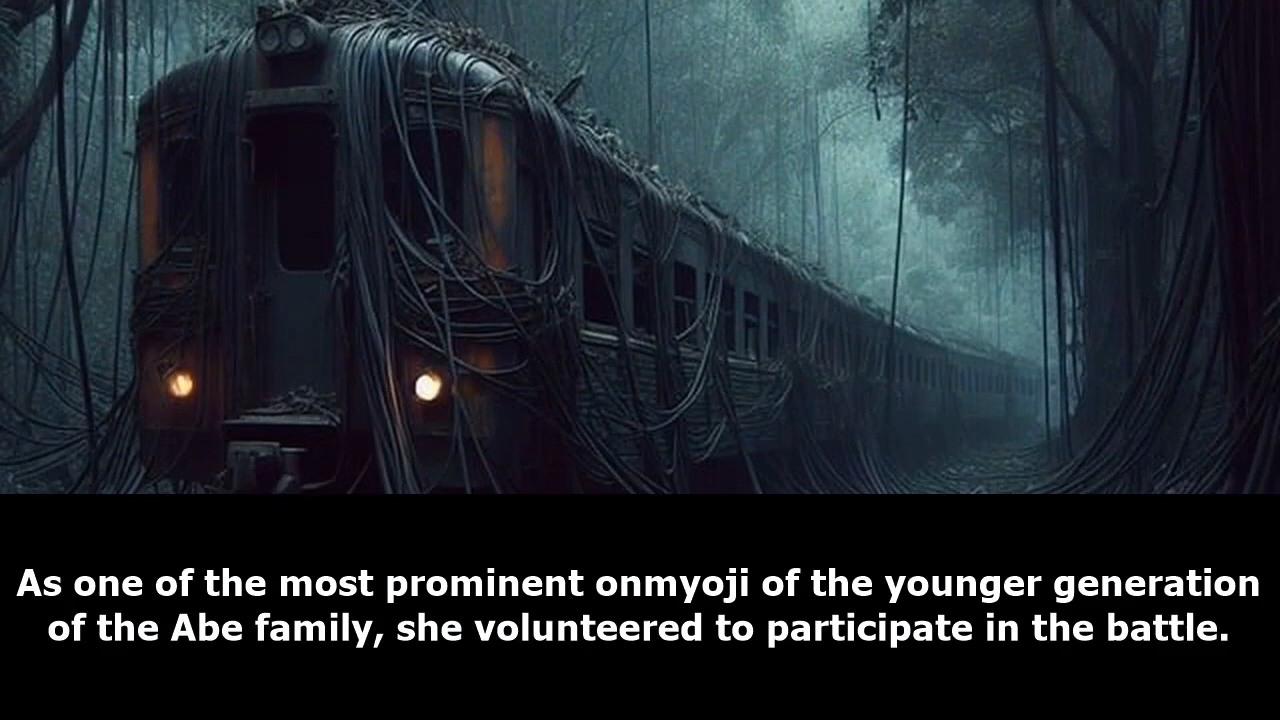 As one of the most prominent onmyoji of the younger generation
of the Abe family, she volunteered to participate in the battle.